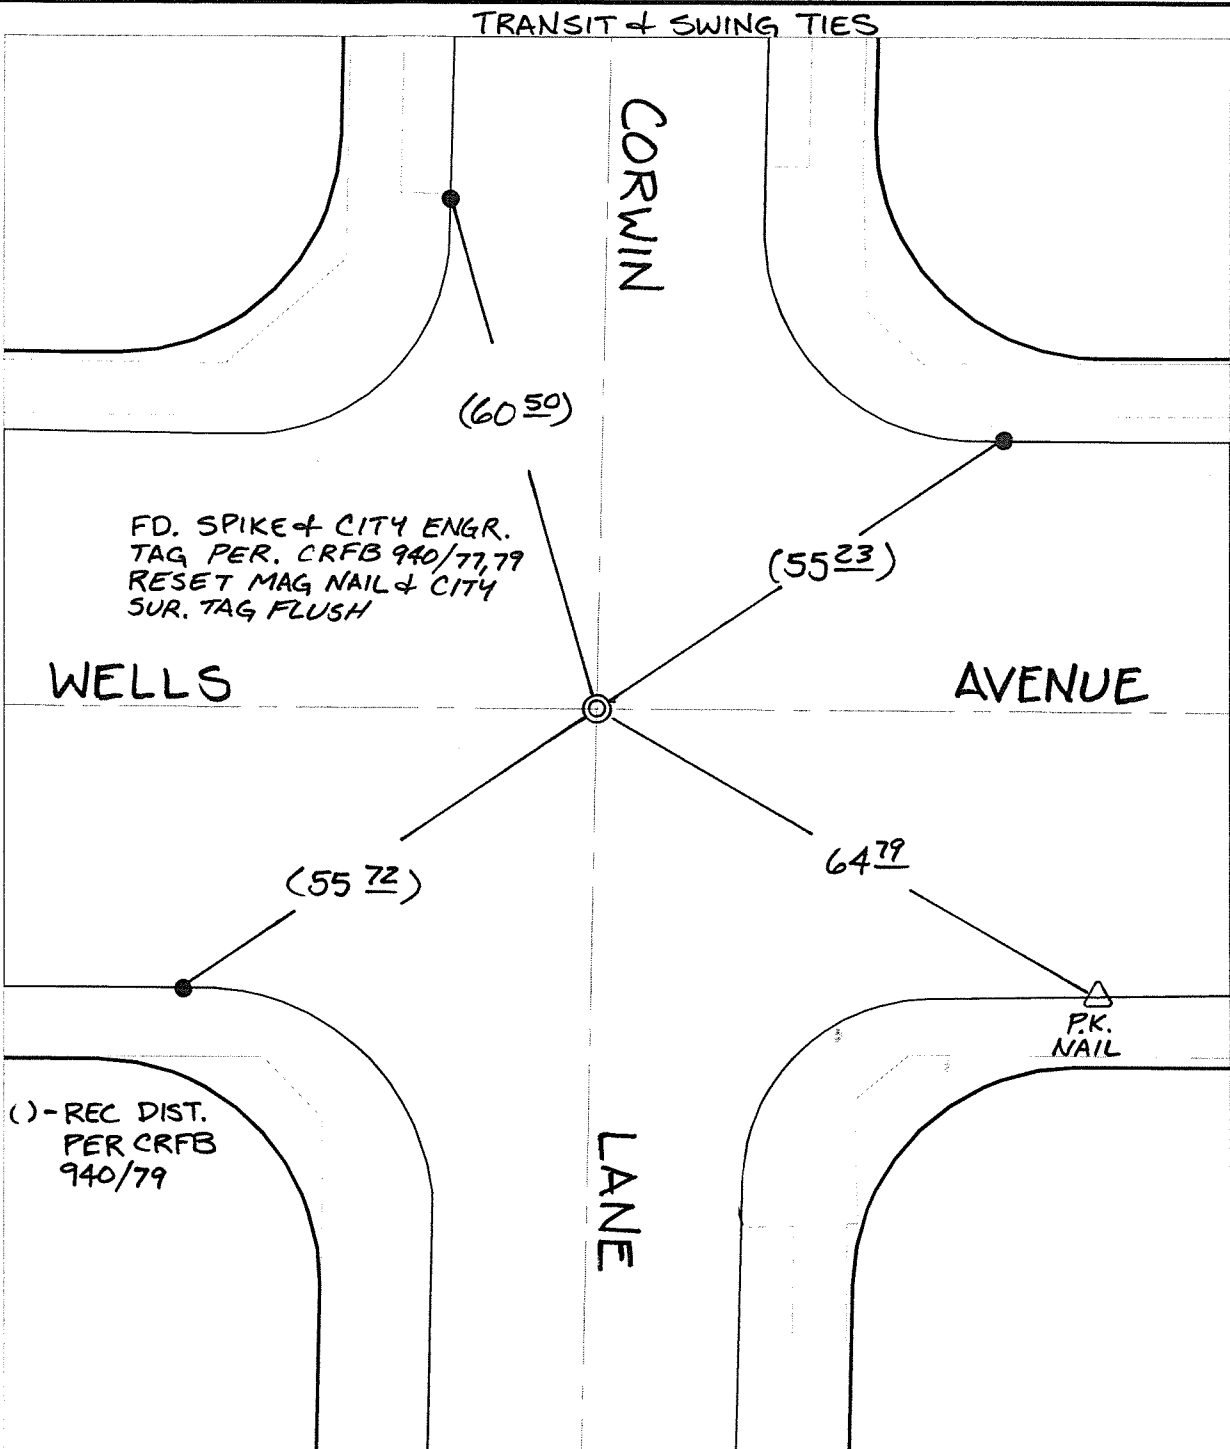 TRANSIT & SWING TIES
CORWIN
(60 50)
FD. SPIKE & CITY ENGR.
TAG PER. CRFB 940/77,79
RESET MAG NAIL & CITY
SUR. TAG FLUSH
(55 23)
WELLS
AVENUE
(55 72)
64 79
P.K.
NAIL
()-REC DIST.
PER CRFB
940/79
LANE